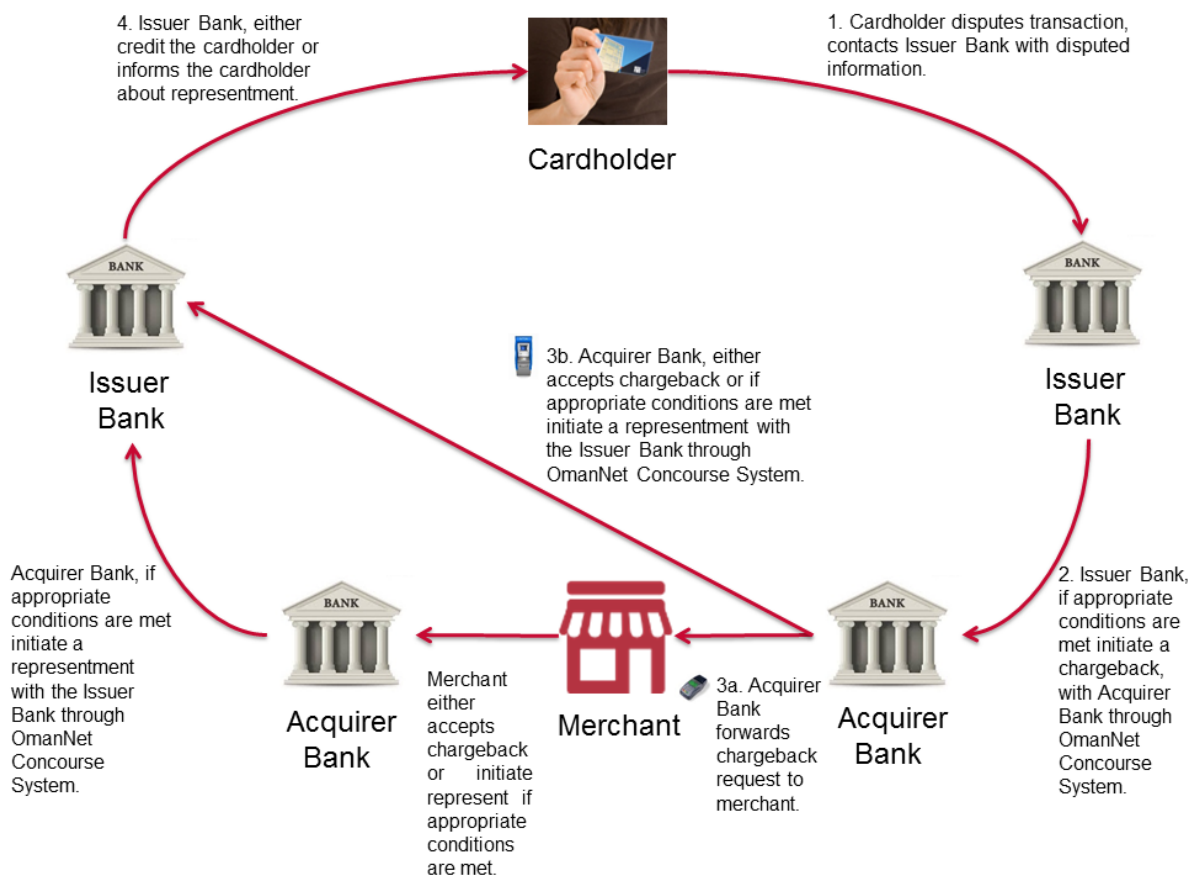 4. Issuer Bank, either
credit the cardholder or
informs the cardholder
about representment.
1. Cardholder disputes transaction,
contacts Issuer Bank with disputed
information.
Cardholder
BANK
Issuer
Bank
BANK
Issuer
Bank
3b. Acquirer Bank, either
accepts chargeback or if
appropriate conditions are met
initiate a representment with
the Issuer Bank through
OmanNet Concourse System.
Acquirer Bank, if
appropriate
conditions are met
initiate a
representment
with the Issuer
Bank through
OmanNet
Concourse
System.
BANK
Acquirer
Bank
Merchant
either
accepts
chargeback
or initiate
represent if
appropriate
conditions
are met.
Merchant
3a. Acquirer
Bank
forwards
chargeback
request to
merchant.
BANK
Acquirer
Bank
2. Issuer Bank,
if appropriate
conditions are
met initiate a
chargeback,
with Acquirer
Bank through
OmanNet
Concourse
System.